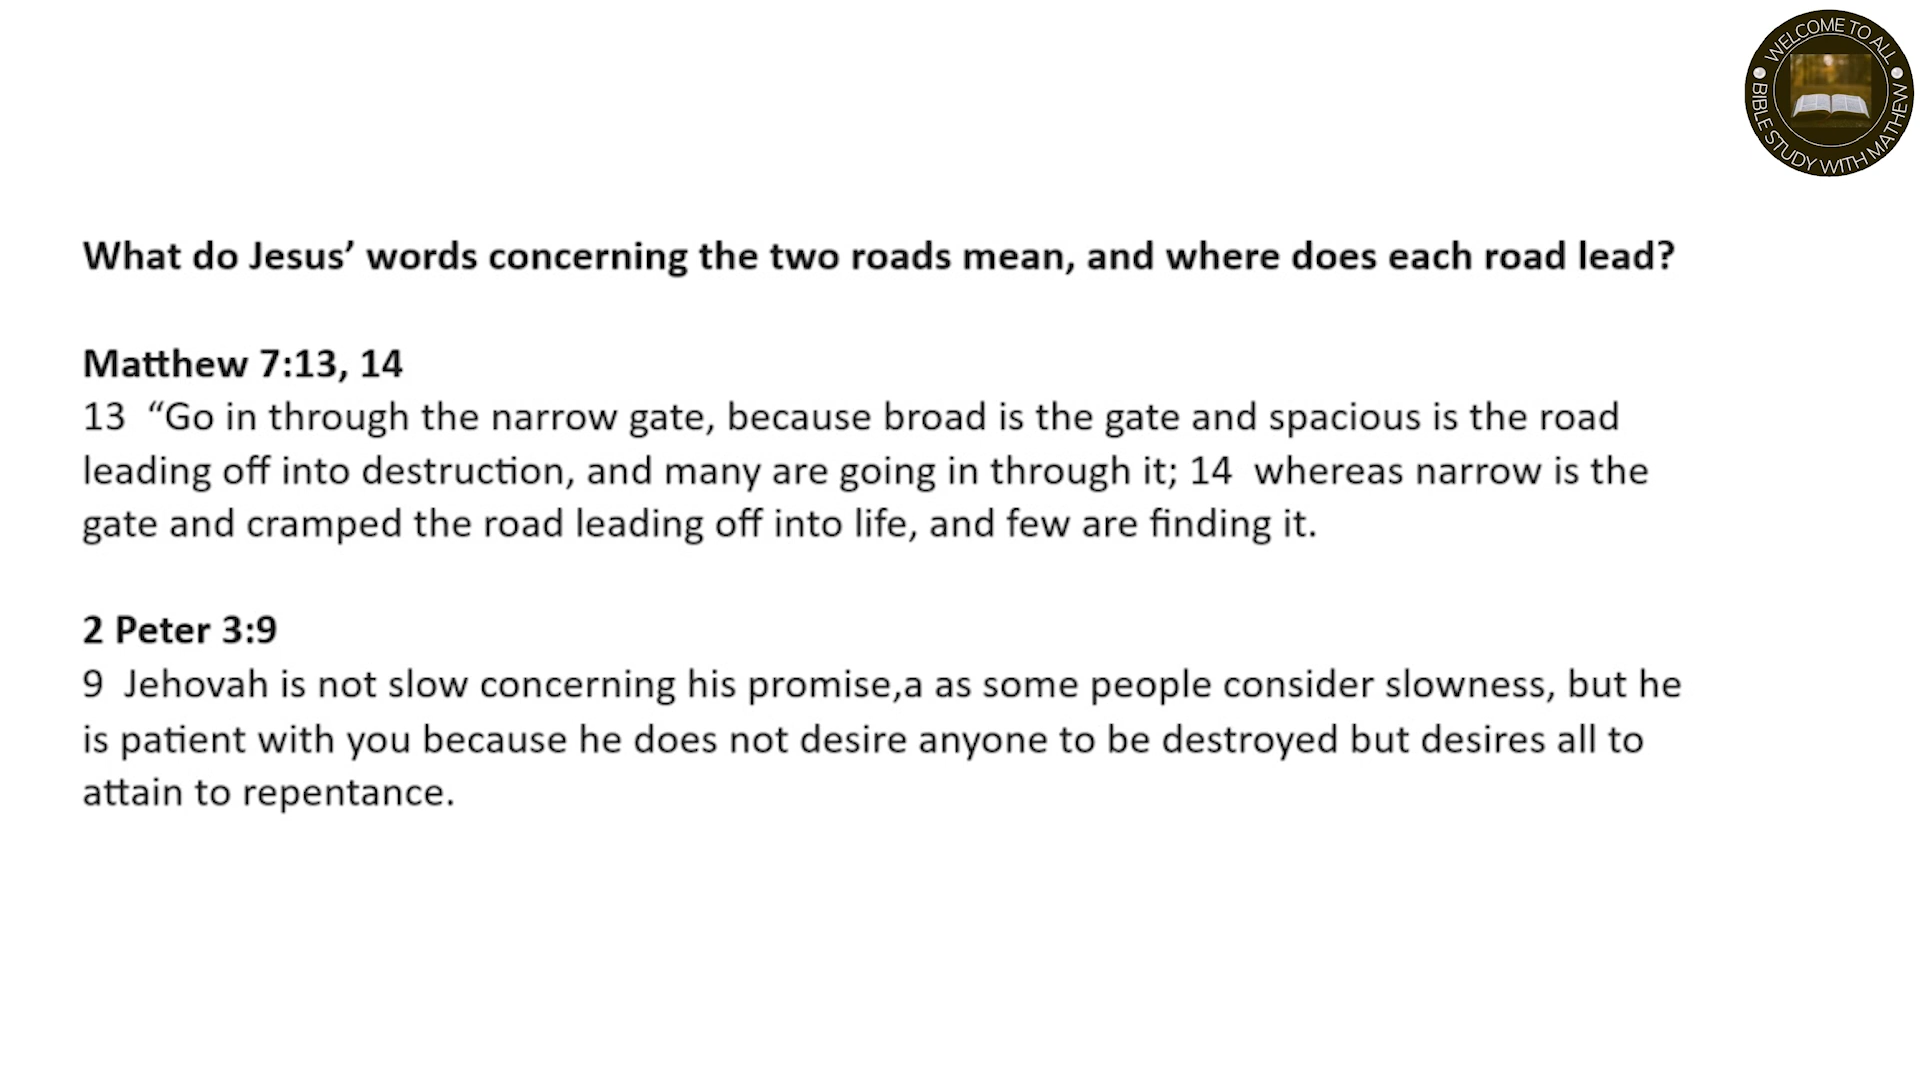 WELCOME TO ALL
BIBLE STUDY WITH MATHEW
What do Jesus’ words concerning the two roads mean, and where does each road lead?
Matthew 7:13, 14
13  “Go in through the narrow gate, because broad is the gate and spacious is the road
leading off into destruction, and many are going in through it; 14  whereas narrow is the
gate and cramped the road leading off into life, and few are finding it.
2 Peter 3:9
9  Jehovah is not slow concerning his promise,a as some people consider slowness, but he
is patient with you because he does not desire anyone to be destroyed but desires all to
attain to repentance.